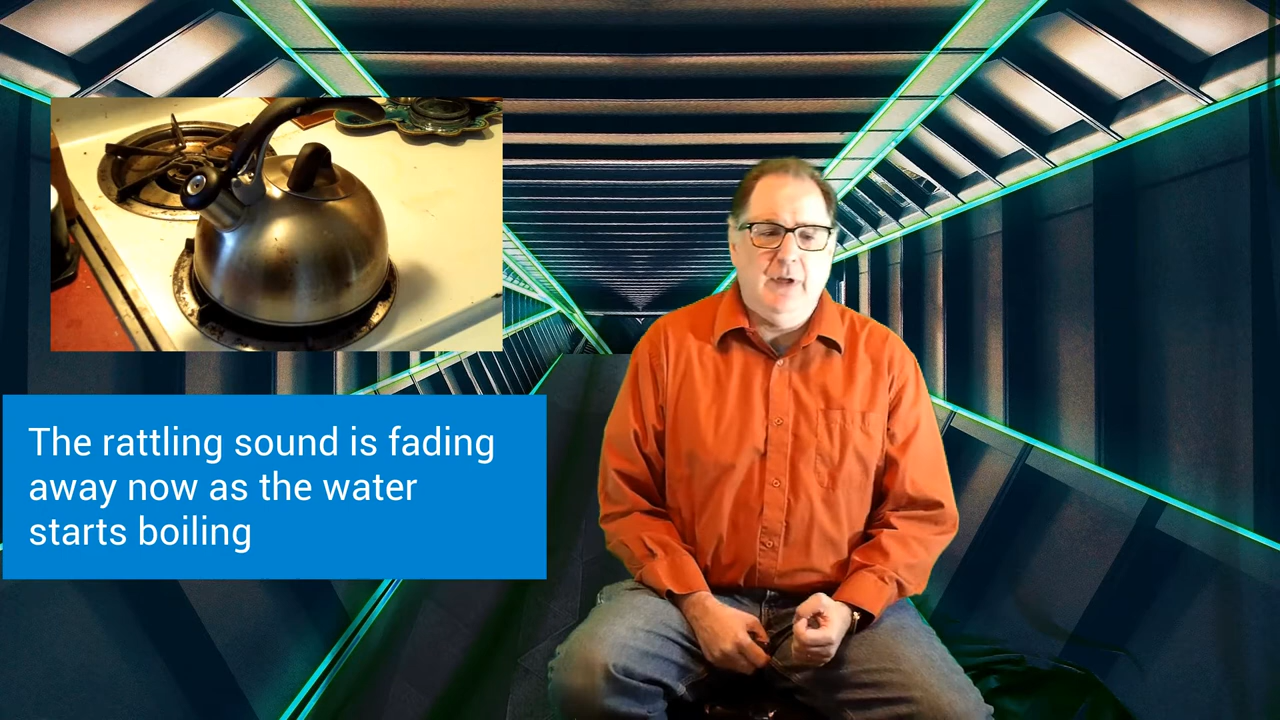 The rattling sound is fading
away now as the water
starts boiling